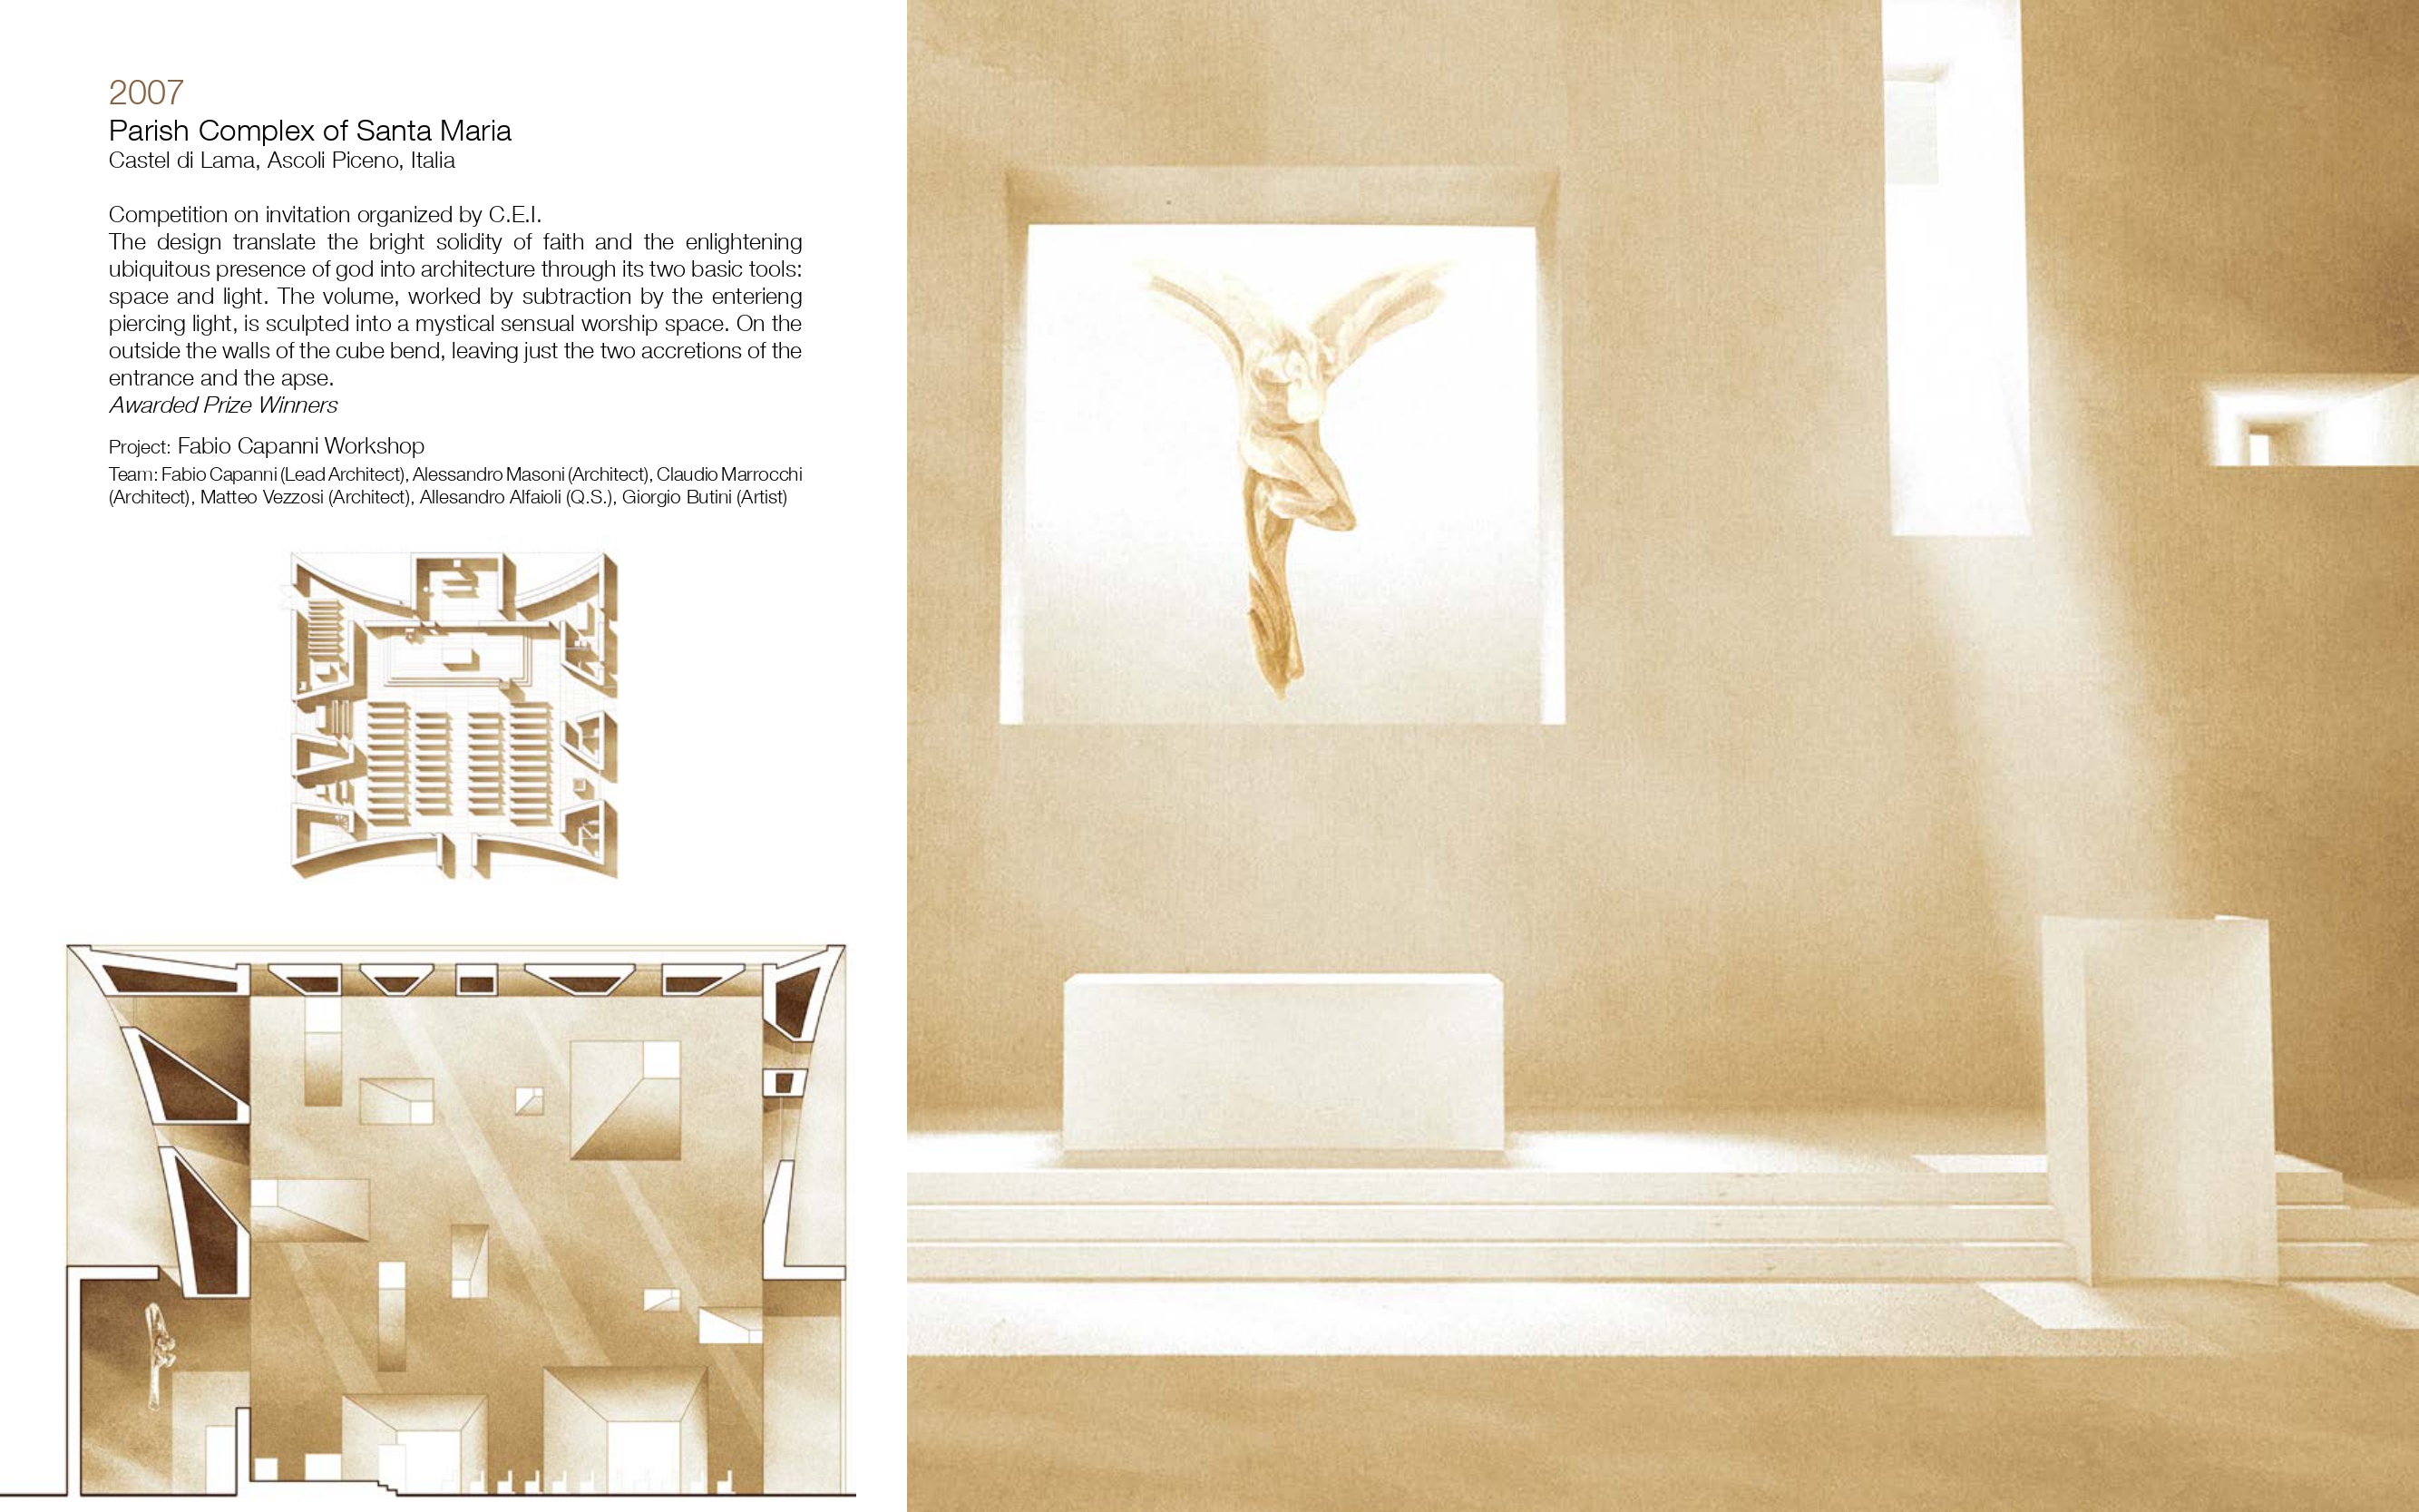 2007
Parish Complex of Santa Maria
Castel di Lama, Ascoli Piceno, Italia
Competition on invitation organized by C.E.I.
The design translate the bright solidity of faith and the enlightening
ubiquitous presence of god into architecture through its two basic tools:
space and light. The volume, worked by subtraction by the enterieng
piercing light, is sculpted into a mystical sensual worship space. On the
outside the walls of the cube bend, leaving just the two accretions of the
entrance and the apse.
Awarded Prize Winners
Project: Fabio Capanni Workshop
Team: Fabio Capanni (Lead Architect), Alessandro Masoni (Architect), Claudio Marrocchi
(Architect), Matteo Vezzosi (Architect), Allesandro Alfaioli (Q.S.), Giorgio Butini (Artist)